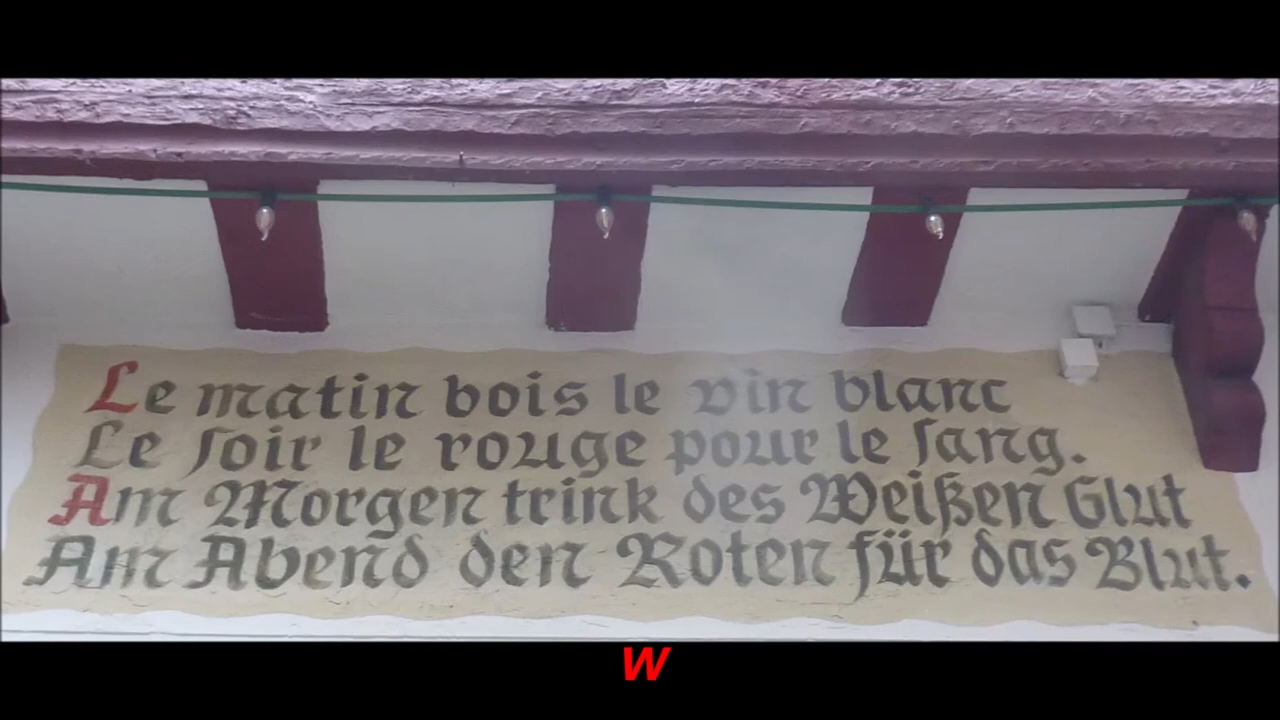 Le matin bois le vin blanc
Le ſoir le rouge pour le ſang.
Am Morgen trink des Weißen Glut
Am Abend den Roten für das Blut.
W